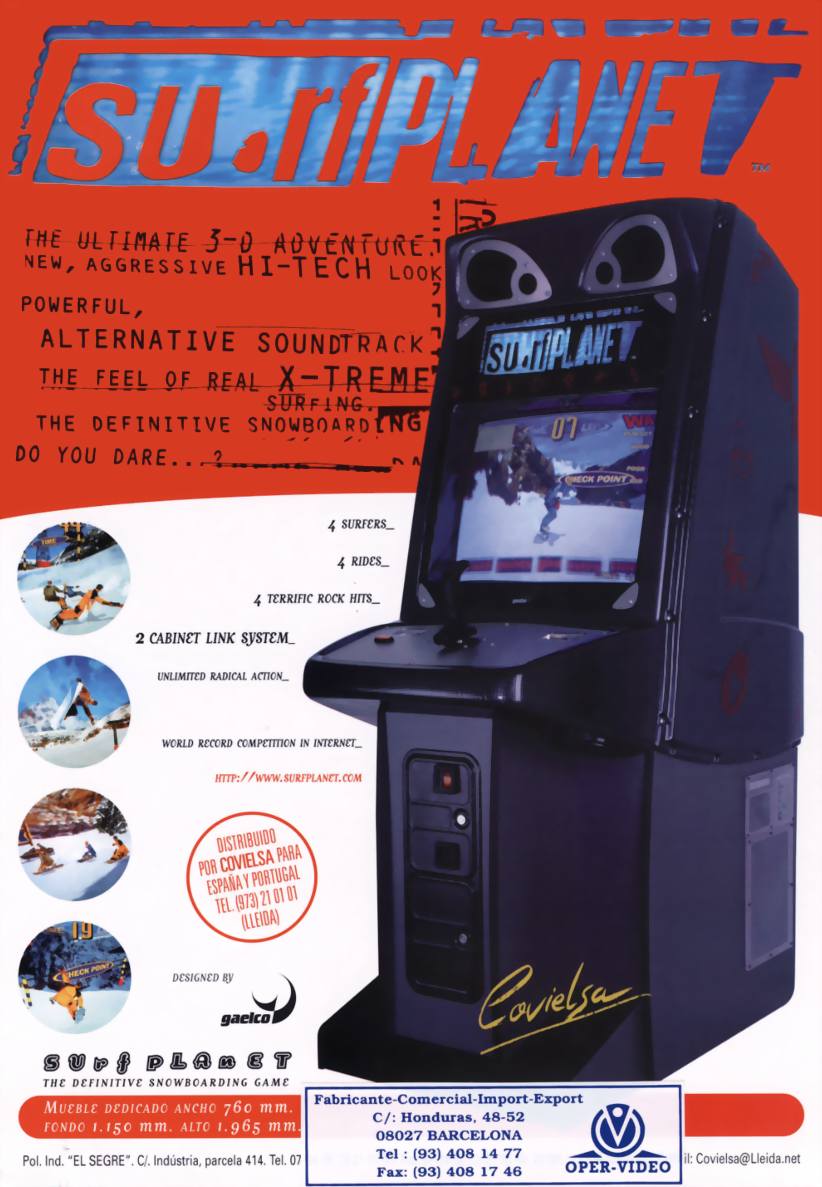 su.rf PLANET
TM
THE ULTIMATE 3-D ADVENTURE.
NEW, AGGRESSIVE HI-TECH LOOK
POWERFUL,
ALTERNATIVE SOUNDTRACK
THE FEEL OF REAL X-TREME
SURFING.
THE DEFINITIVE SNOWBOARDING
DO YOU DARE...?
su.rf PLANET
07
CHECK POINT
4 SURFERS_
4 RIDES_
4 TERRIFIC ROCK HITS_
2 CABINET LINK SYSTEM_
UNLIMITED RADICAL ACTION_
WORLD RECORD COMPETITION IN INTERNET_
HTTP://WWW.SURFPLANET.COM
TIME
DISTRIBUIDO
POR COVIELSA PARA
ESPAÑA Y PORTUGAL
TEL. (973) 21 01 01
(LLEIDA)
19
CHECK POINT
DESIGNED BY
gaelco
Covielsa
SUrf PLAnET
THE DEFINITIVE SNOWBOARDING GAME
MUEBLE DEDICADO ANCHO 760 mm.
FONDO 1.150 mm. ALTO 1.965 mm.
Fabricante-Comercial-Import-Export
C/: Honduras, 48-52
08027 BARCELONA
Tel : (93) 408 14 77
Fax: (93) 408 17 46
OPER-VIDEO
Pol. Ind. "EL SEGRE". C/. Indústria, parcela 414. Tel. 07
il: Covielsa@Lleida.net